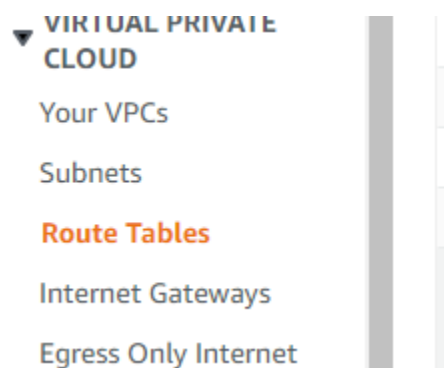 VIRTUAL PRIVATE
CLOUD
Your VPCs
Subnets
Route Tables
Internet Gateways
Egress Only Internet